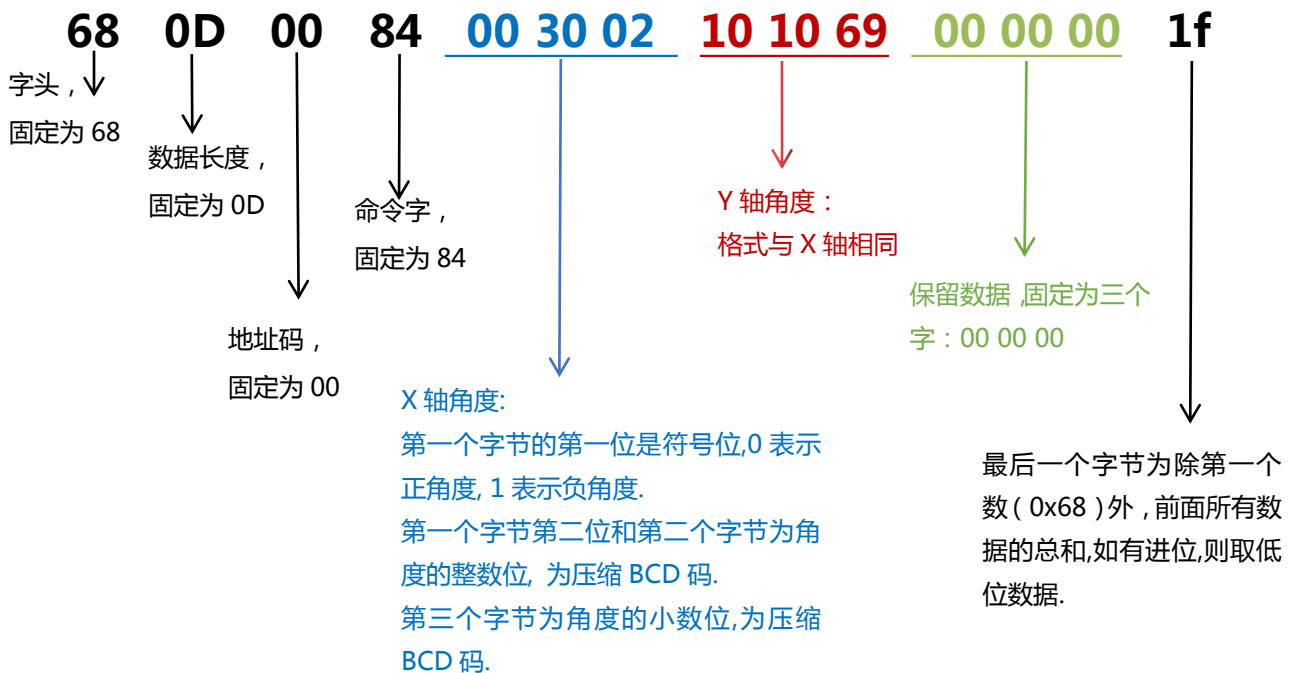 68 0D 00 84 00 30 02 10 10 69 00 00 00 1f
字头，
固定为 68
数据长度，
固定为 0D
地址码，
固定为 00
命令字，
固定为 84
X 轴角度:
第一个字节的第一位是符号位,0 表示
正角度, 1 表示负角度.
第一个字节第二位和第二个字节为角
度的整数位, 为压缩 BCD 码.
第三个字节为角度的小数位,为压缩
BCD 码.
Y 轴角度：
格式与 X 轴相同
保留数据 ,固定为三个
字：00 00 00
最后一个字节为除第一个
数（0x68）外，前面所有数
据的总和,如有进位,则取低
位数据.